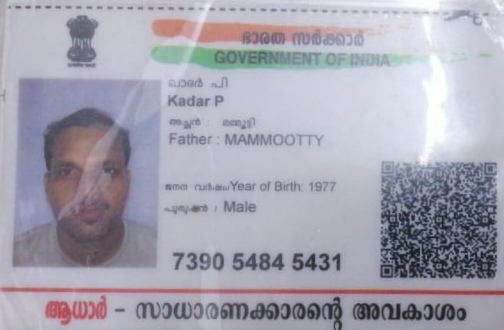 ഭാരത സർക്കാർ
GOVERNMENT OF INDIA
ഖാദർ പി
Kadar P
അച്ഛൻ : മമ്മൂട്ടി
Father : MAMMOOTTY
ജനന വർഷം/Year of Birth: 1977
പുരുഷൻ / Male
7390 5484 5431
ആധാർ – സാധാരണക്കാരന്റെ അവകാശം